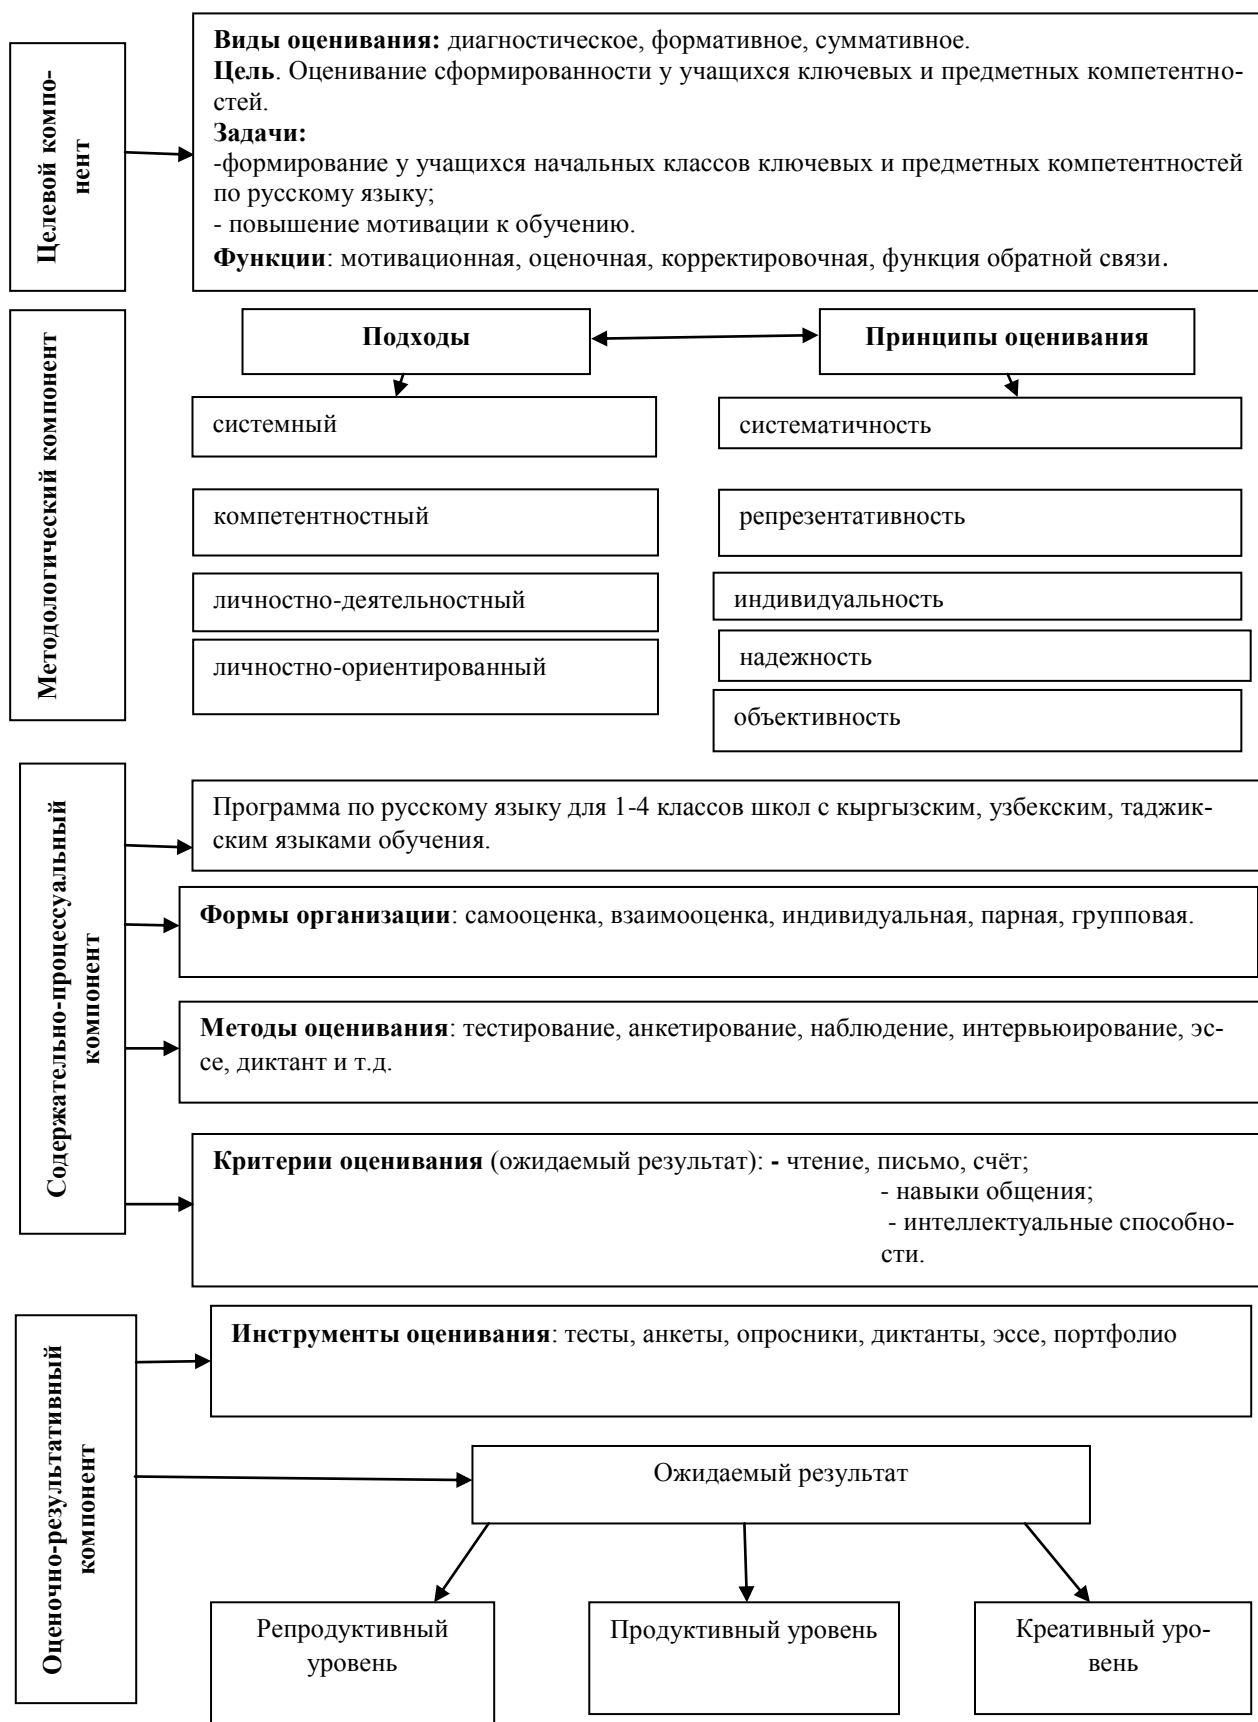 Целевой компо-
нент
Виды оценивания: диагностическое, формативное, суммативное.
Цель. Оценивание сформированности у учащихся ключевых и предметных компетентно-
стей.
Задачи:
-формирование у учащихся начальных классов ключевых и предметных компетентностей
по русскому языку;
- повышение мотивации к обучению.
Функции: мотивационная, оценочная, корректировочная, функция обратной связи.
Методологический компонент
Подходы
Принципы оценивания
системный
систематичность
компетентностный
репрезентативность
личностно-деятельностный
индивидуальность
личностно-ориентированный
надежность
объективность
Содержательно-процессуальный
компонент
Программа по русскому языку для 1-4 классов школ с кыргызским, узбекским, таджик-
ским языками обучения.
Формы организации: самооценка, взаимооценка, индивидуальная, парная, групповая.
Методы оценивания: тестирование, анкетирование, наблюдение, интервьюирование, эс-
се, диктант и т.д.
Критерии оценивания (ожидаемый результат): - чтение, письмо, счёт;
- навыки общения;
- интеллектуальные способно-
сти.
Оценочно-результативный
компонент
Инструменты оценивания: тесты, анкеты, опросники, диктанты, эссе, портфолио
Ожидаемый результат
Репродуктивный
уровень
Продуктивный уровень
Креативный уро-
вень